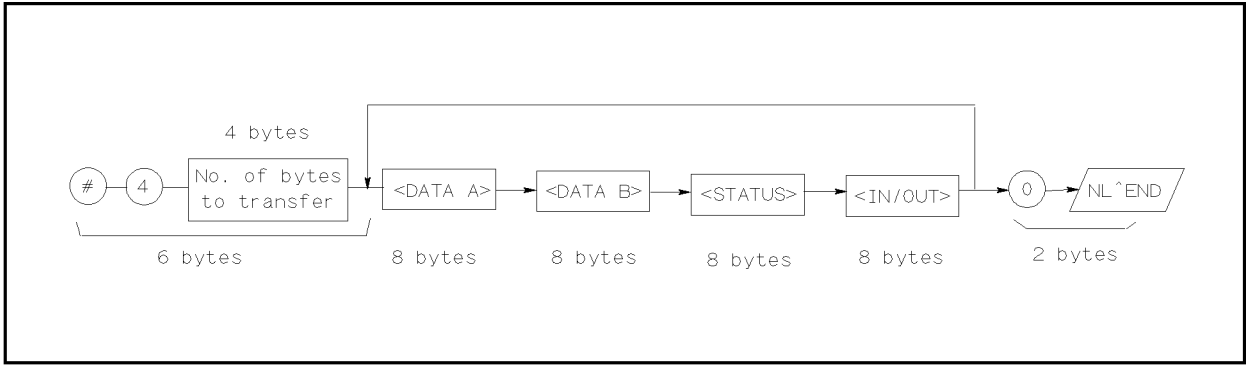 4 bytes
#
4
No. of bytes
to transfer
<DATA A>
<DATA B>
<STATUS>
<IN/OUT>
0
NL^END
6 bytes
8 bytes
8 bytes
8 bytes
8 bytes
2 bytes